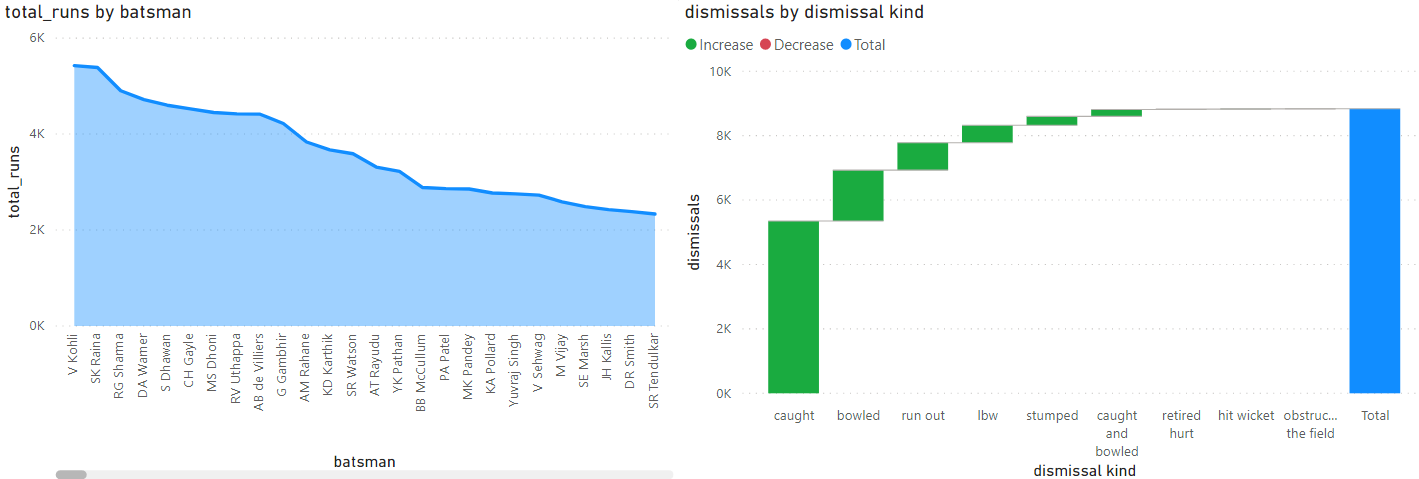 total_runs by batsman
6K
4K
2K
0K
total_runs
V Kohli
SK Raina
RG Sharma
DA Warner
S Dhawan
CH Gayle
MS Dhoni
RV Uthappa
AB de Villiers
G Gambhir
AM Rahane
KD Karthik
SR Watson
AT Rayudu
YK Pathan
BB McCullum
PA Patel
MK Pandey
KA Pollard
Yuvraj Singh
V Sehwag
M Vijay
SE Marsh
JH Kallis
DR Smith
SR Tendulkar
batsman
dismissals by dismissal kind
Increase Decrease Total
10K
8K
6K
4K
2K
0K
dismissals
caught
bowled
run out
lbw
stumped
caught
and
bowled
retired
hurt
hit wicket
obstruc...
the field
Total
dismissal kind